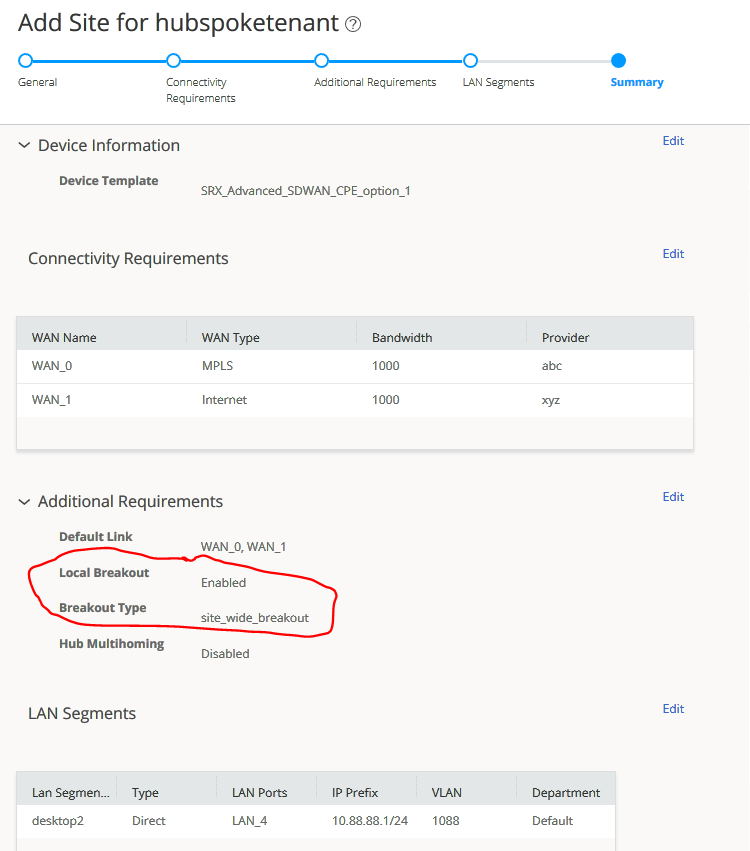 Add Site for hubspoketenant ?
General
Connectivity Requirements
Additional Requirements
LAN Segments
Summary
Device Information Edit
Device Template SRX_Advanced_SDWAN_CPE_option_1
Connectivity Requirements Edit
WAN Name WAN Type Bandwidth Provider
WAN_0 MPLS 1000 abc
WAN_1 Internet 1000 xyz
Additional Requirements Edit
Default Link WAN_0, WAN_1
Local Breakout Enabled
Breakout Type site_wide_breakout
Hub Multihoming Disabled
LAN Segments Edit
Lan Segmen... Type LAN Ports IP Prefix VLAN Department
desktop2 Direct LAN_4 10.88.88.1/24 1088 Default